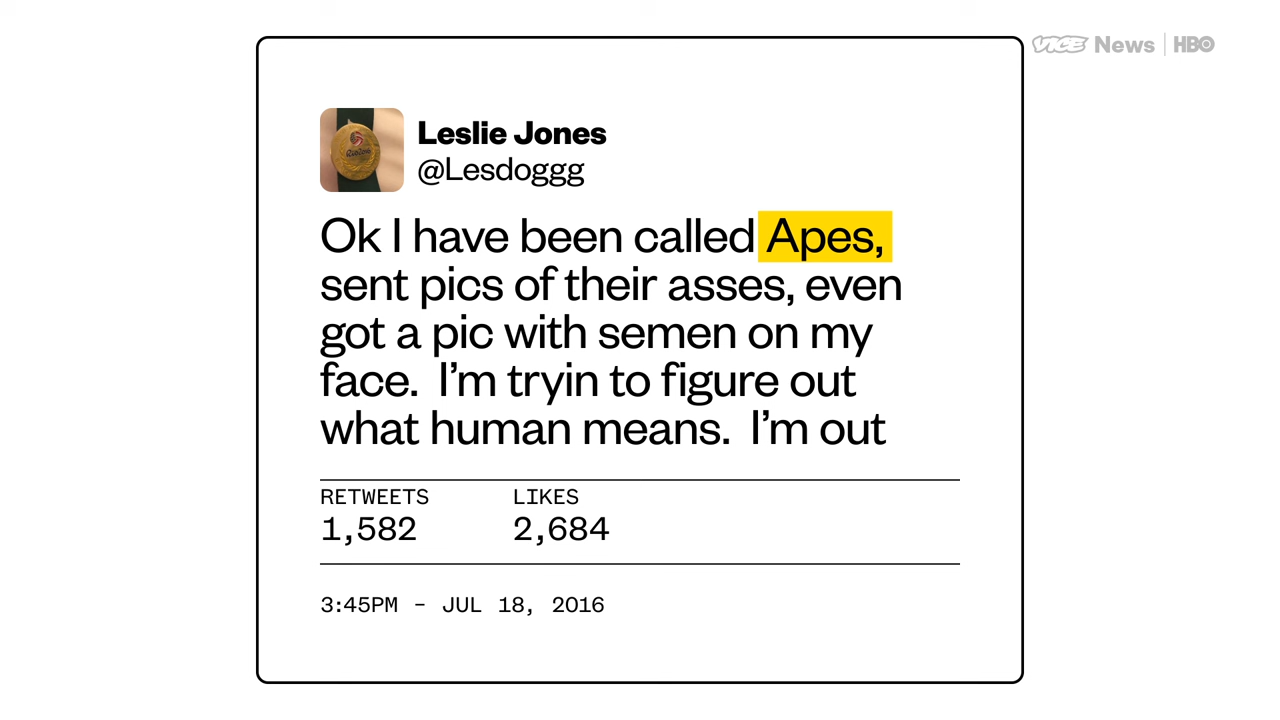 VICE News | HBO
Leslie Jones
@Lesdoggg
Ok I have been called Apes,
sent pics of their asses, even
got a pic with semen on my
face.  I'm tryin to figure out
what human means.  I'm out
RETWEETS LIKES
1,582 2,684
3:45PM – JUL 18, 2016